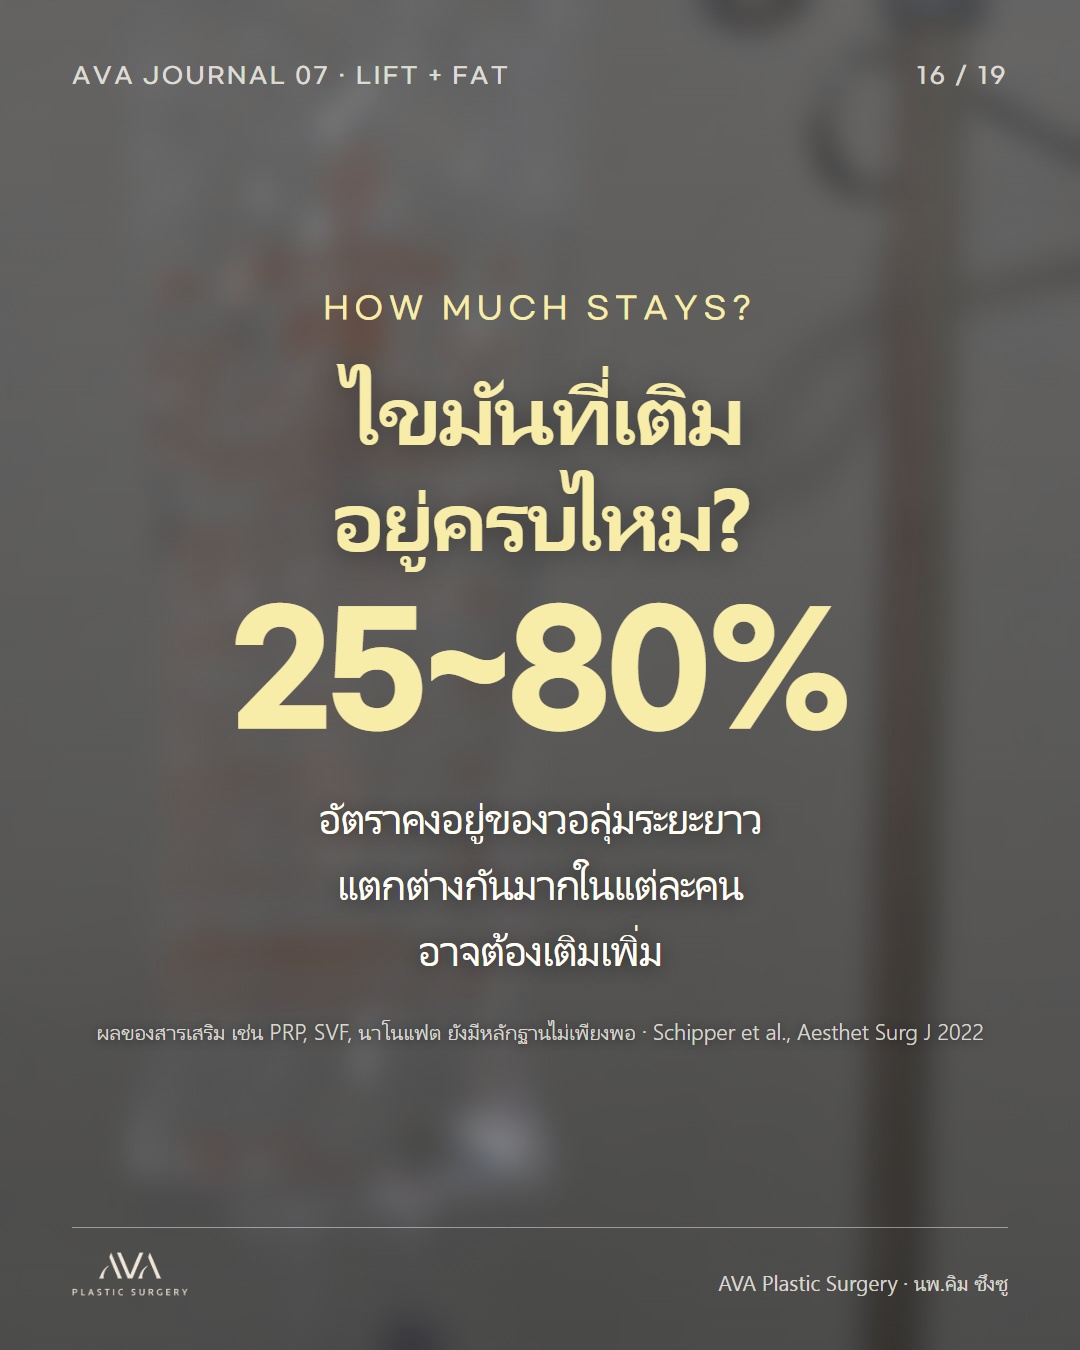 AVA JOURNAL 07 · LIFT + FAT
16 / 19
HOW MUCH STAYS?
ไขมันที่เติม
อยู่ครบไหม?
25~80%
อัตราคงอยู่ของวอลุ่มระยะยาว
แตกต่างกันมากในแต่ละคน
อาจต้องเติมเพิ่ม
ผลของสารเสริม เช่น PRP, SVF, นาโนแฟต ยังมีหลักฐานไม่เพียงพอ · Schipper et al., Aesthet Surg J 2022
AVA
PLASTIC SURGERY
AVA Plastic Surgery · นพ.คิม ซึงซู